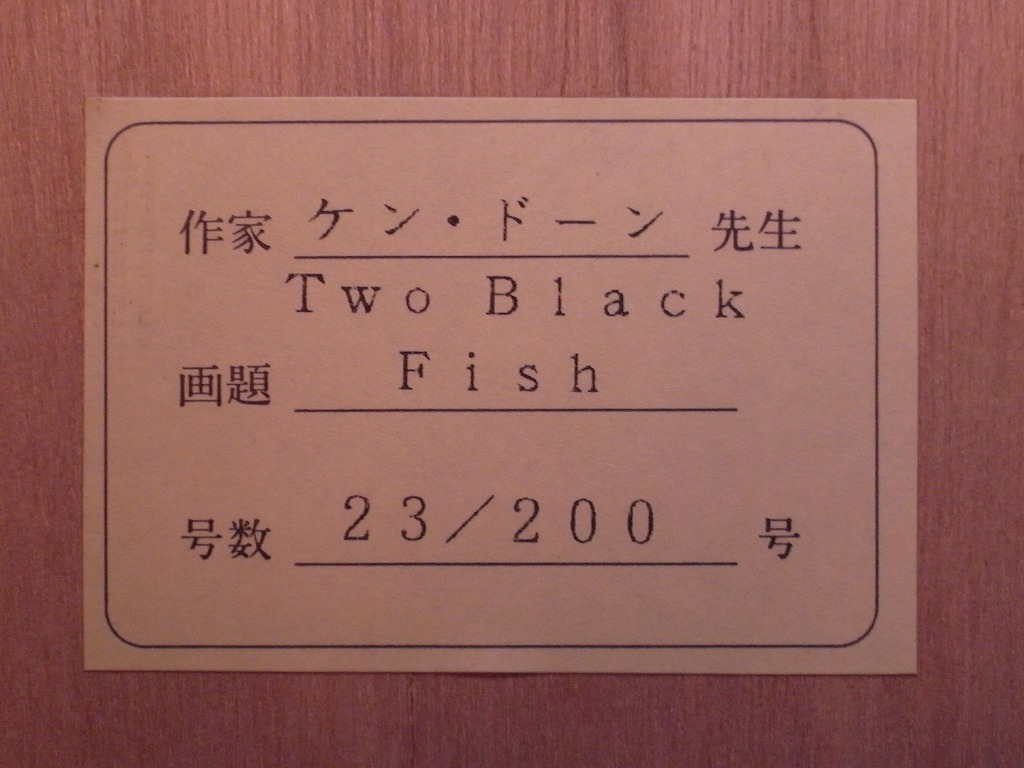 作家 ケン・ドーン 先生
Two Black
画題 Fish
号数 23/200 号